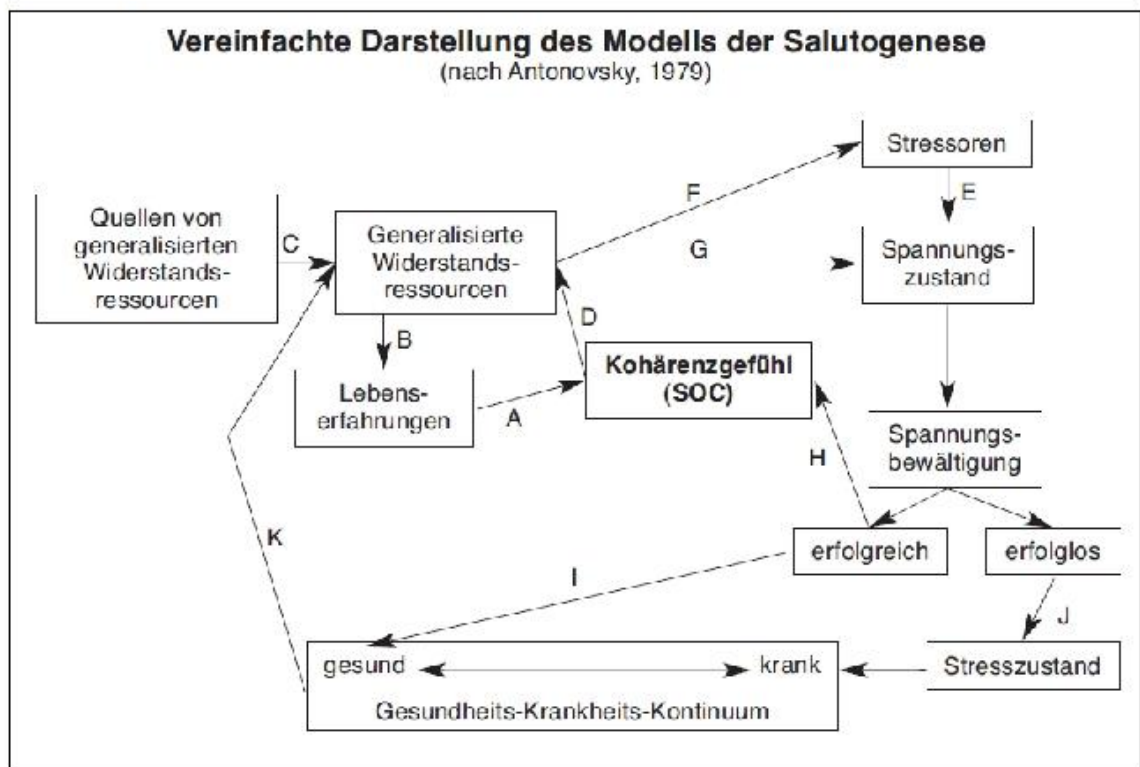 Vereinfachte Darstellung des Modells der Salutogenese
(nach Antonovsky, 1979)
Stressoren
F
E
Quellen von
generalisierten
Widerstands-
ressourcen
C
Generalisierte
Widerstands-
ressourcen
G
Spannungs-
zustand
D
B
Kohärenzgefühl
(SOC)
Lebens-
erfahrungen
A
Spannungs-
bewältigung
H
K
erfolgreich
erfolglos
I
J
gesund
krank
Stresszustand
Gesundheits-Krankheits-Kontinuum